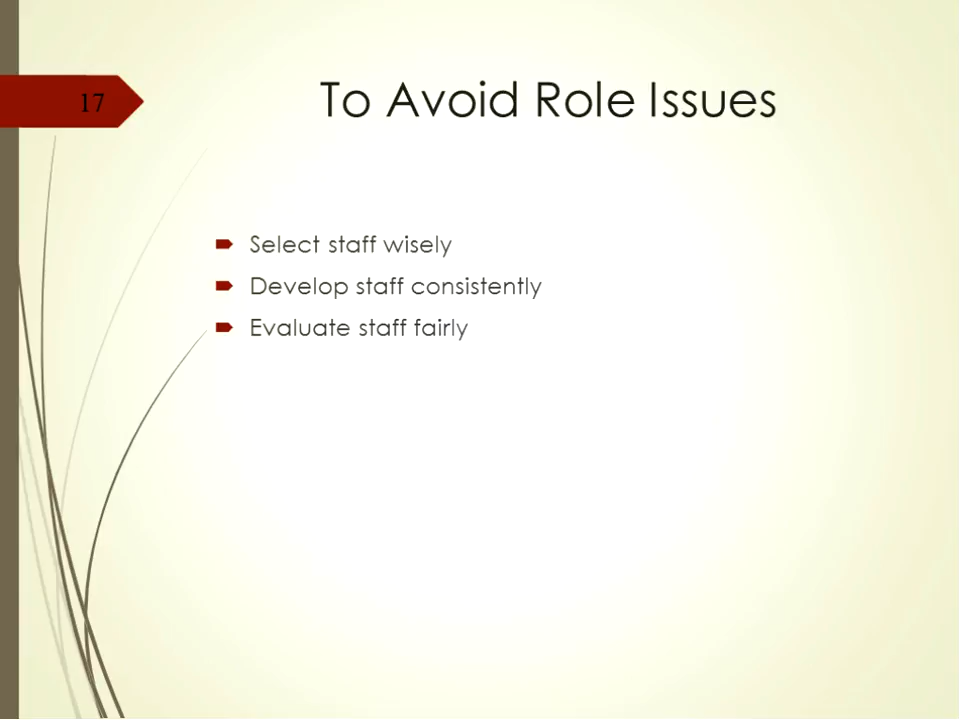 17
To Avoid Role Issues
Select staff wisely
Develop staff consistently
Evaluate staff fairly